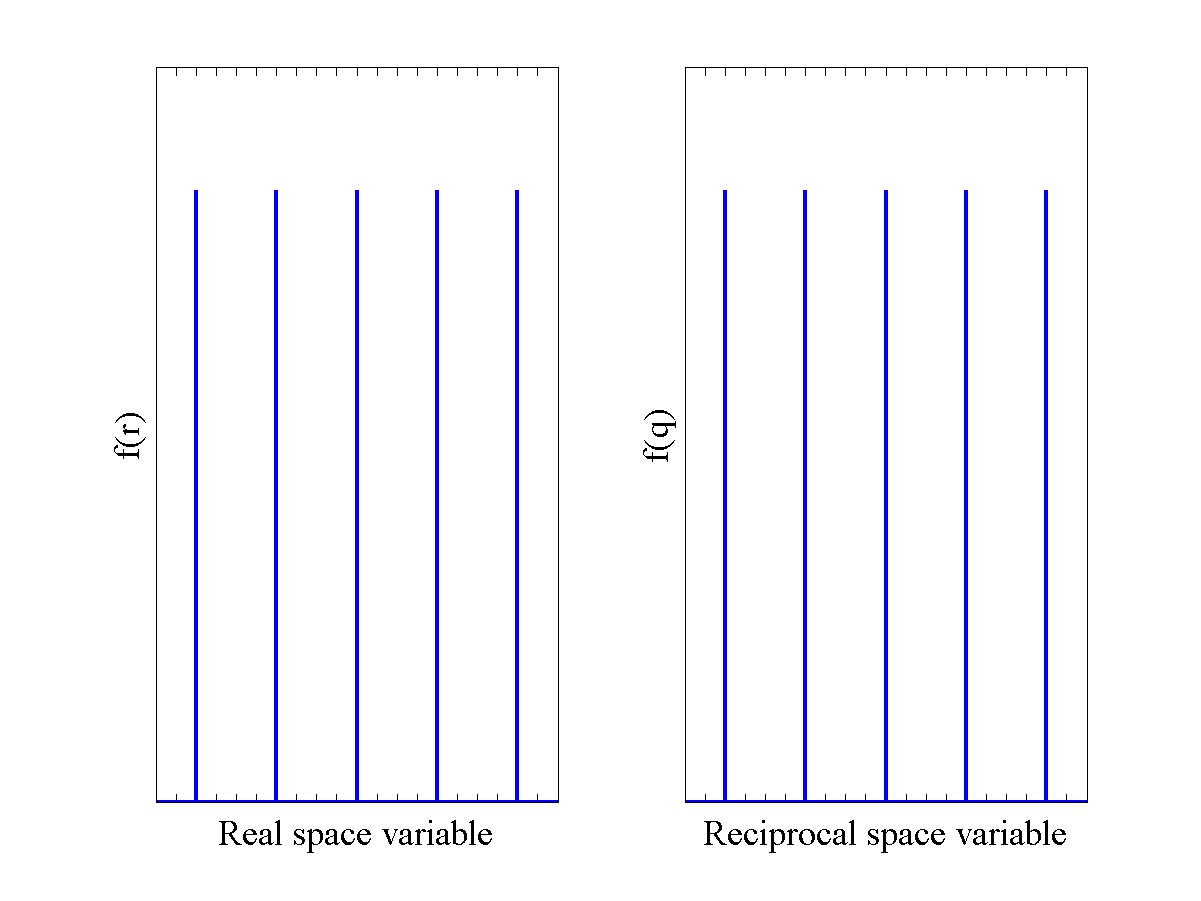 f(r)
Real space variable
f(q)
Reciprocal space variable